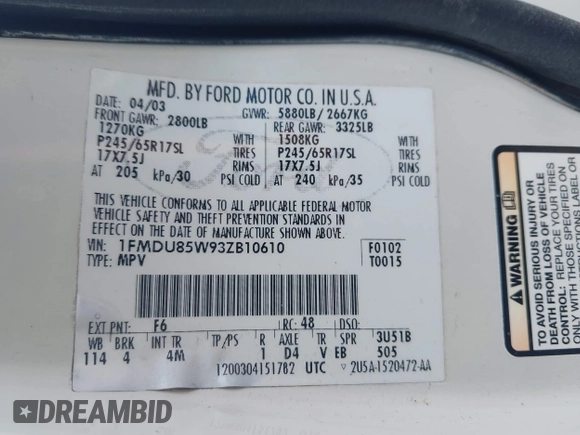 MFD. BY FORD MOTOR CO. IN U.S.A.
DATE: 04/03 GVWR: 5880LB/ 2667KG
FRONT GAWR: 2800LB REAR GAWR: 3325LB
1270KG WITH 1508KG WITH
P245/65R17SL TIRES P245/65R17SL TIRES
17X7.5J RIMS 17X7.5J RIMS
AT 205 kPa/30 PSI COLD AT 240 kPa/35 PSI COLD
THIS VEHICLE CONFORMS TO ALL APPLICABLE FEDERAL MOTOR
VEHICLE SAFETY AND THEFT PREVENTION STANDARDS IN
EFFECT ON THE DATE OF MANUFACTURE SHOWN ABOVE.
VIN: 1FMDU85W93ZB10610 F0102
TYPE: MPV T0015
EXT PNT: F6 RC: 48 DSO:
WB BRK INT TR TP/PS R AXLE TR SPR 3U51B
114 4 4M 1 D4 V EB 505
1200304151782 UTC 2U5A-1520472-AA
WARNING
TO AVOID SERIOUS INJURY OR
DEATH FROM LOSS OF VEHICLE
CONTROL: REPLACE TIRES
ONLY WITH THOSE SPECIFIED ON
DREAMBID